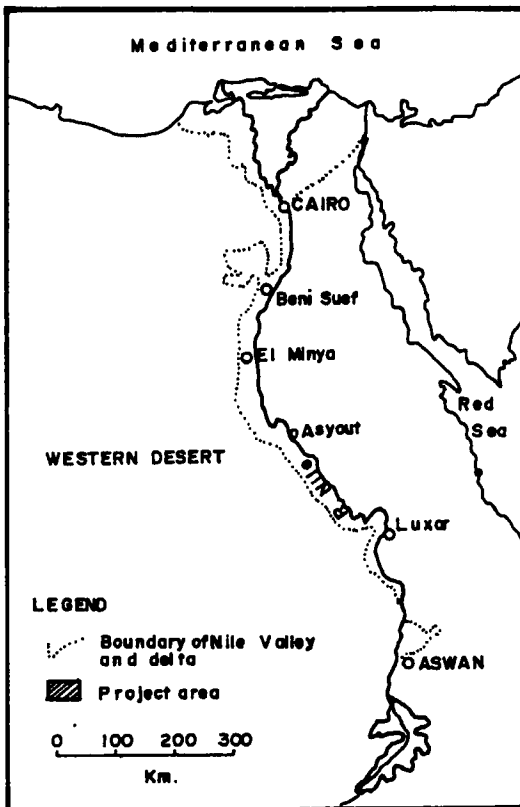 Mediterranean Sea
CAIRO
Beni Suef
El Minya
Asyout
Red
Sea
WESTERN DESERT
R. Nile
Luxor
LEGEND
Boundary of Nile Valley
and delta
ASWAN
Project area
0 100 200 300
Km.